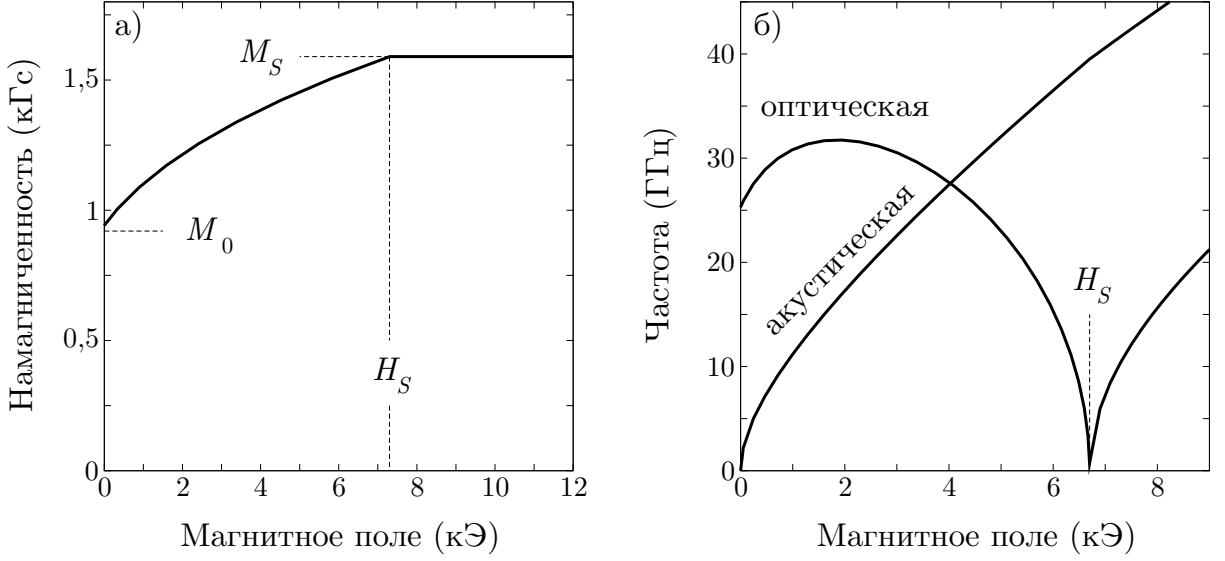 а)
M_S
M_0
H_S
Намагниченность (кГс)
0
0,5
1
1,5
0 2 4 6 8 10 12
Магнитное поле (кЭ)
б)
оптическая
акустическая
H_S
Частота (ГГц)
0
10
20
30
40
0 2 4 6 8
Магнитное поле (кЭ)